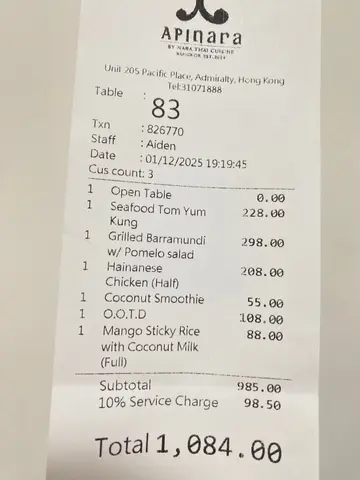 APINARA
BY NARA THAI CUISINE
BANGKOK EST.2003
Unit 205 Pacific Place, Admiralty, Hong Kong
Tel:31071888
Table : 83
Txn : 826770
Staff : Aiden
Date : 01/12/2025 19:19:45
Cus count: 3
1 Open Table 0.00
1 Seafood Tom Yum 228.00
Kung
1 Grilled Barramundi 298.00
w/ Pomelo salad
1 Hainanese 208.00
Chicken (Half)
1 Coconut Smoothie 55.00
1 O.O.T.D 108.00
1 Mango Sticky Rice 88.00
with Coconut Milk
(Full)
Subtotal 985.00
10% Service Charge 98.50
Total 1,084.00